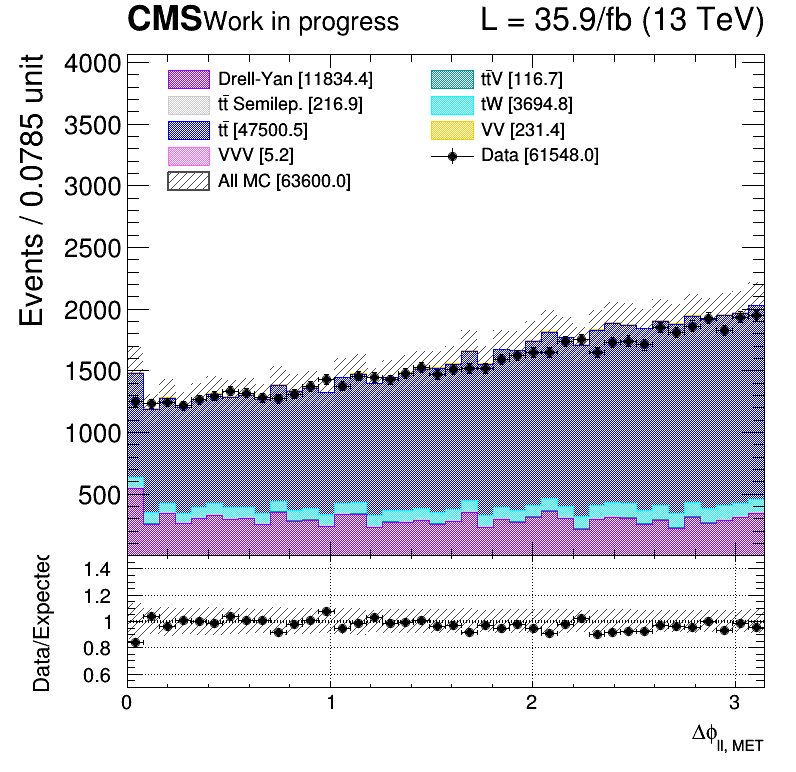 CMS Work in progress L = 35.9/fb (13 TeV)
Events / 0.0785 unit
4000
3500
3000
2500
2000
1500
1000
500
Drell-Yan [11834.4]
tt̄ Semilep. [216.9]
tt̄ [47500.5]
VVV [5.2]
All MC [63600.0]
tt̄V [116.7]
tW [3694.8]
VV [231.4]
Data [61548.0]
Data/Expected
1.4
1.2
1
0.8
0.6
0 1 2 3
Δϕll, MET